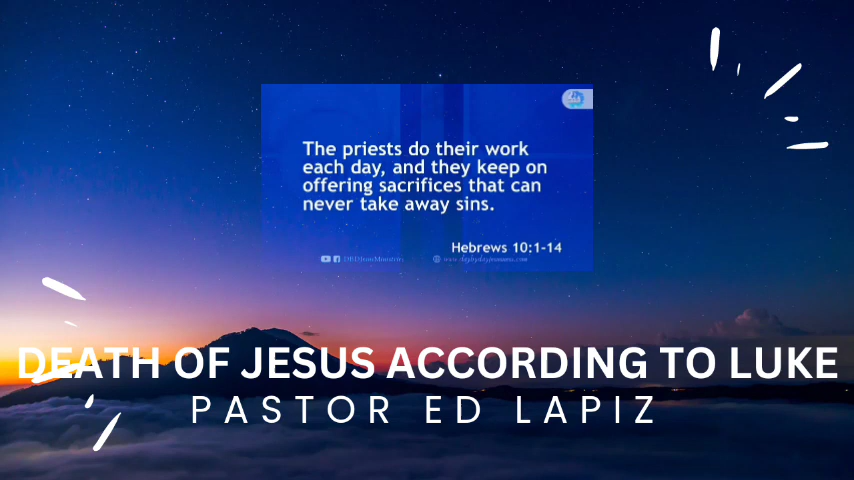 The priests do their work
each day, and they keep on
offering sacrifices that can
never take away sins.
Hebrews 10:1-14
DEATH OF JESUS ACCORDING TO LUKE
PASTOR ED LAPIZ